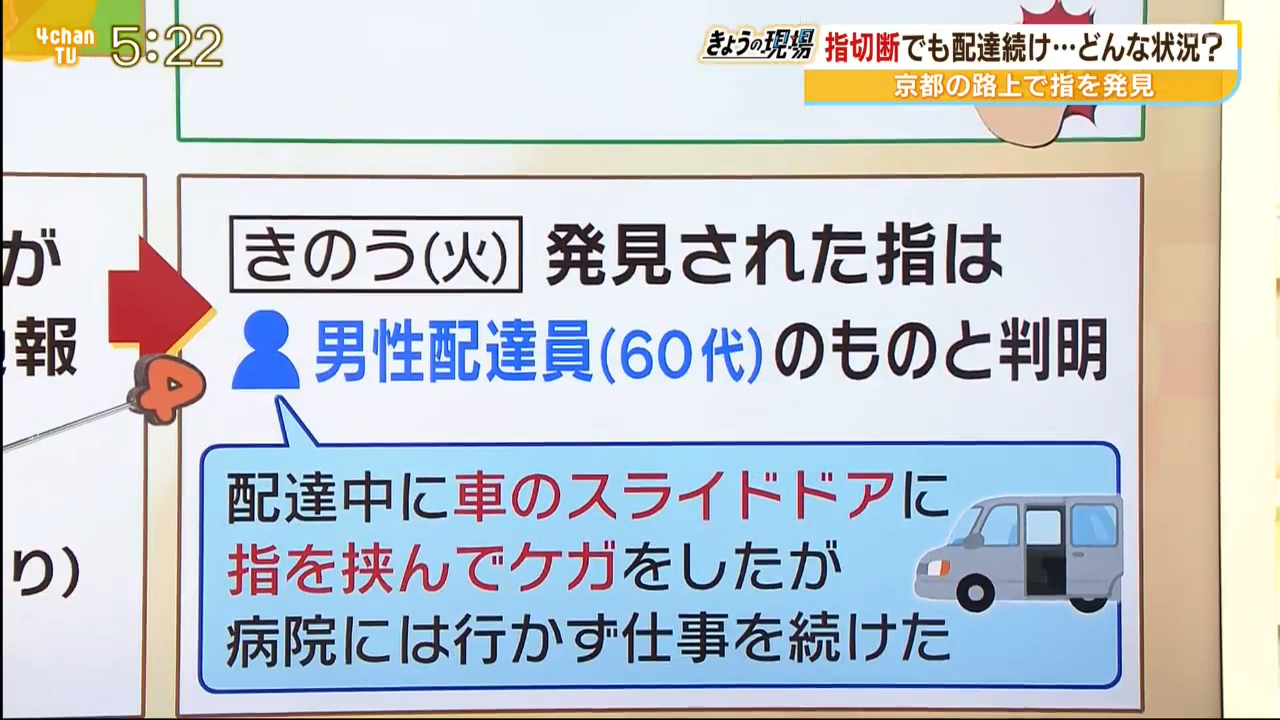 4chan
TV
5:22
きょうの現場
指切断でも配達続け…どんな状況?
京都の路上で指を発見
が
報
り)
4
きのう(火) 発見された指は
男性配達員(60代)のものと判明
配達中に車のスライドドアに
指を挟んでケガをしたが
病院には行かず仕事を続けた